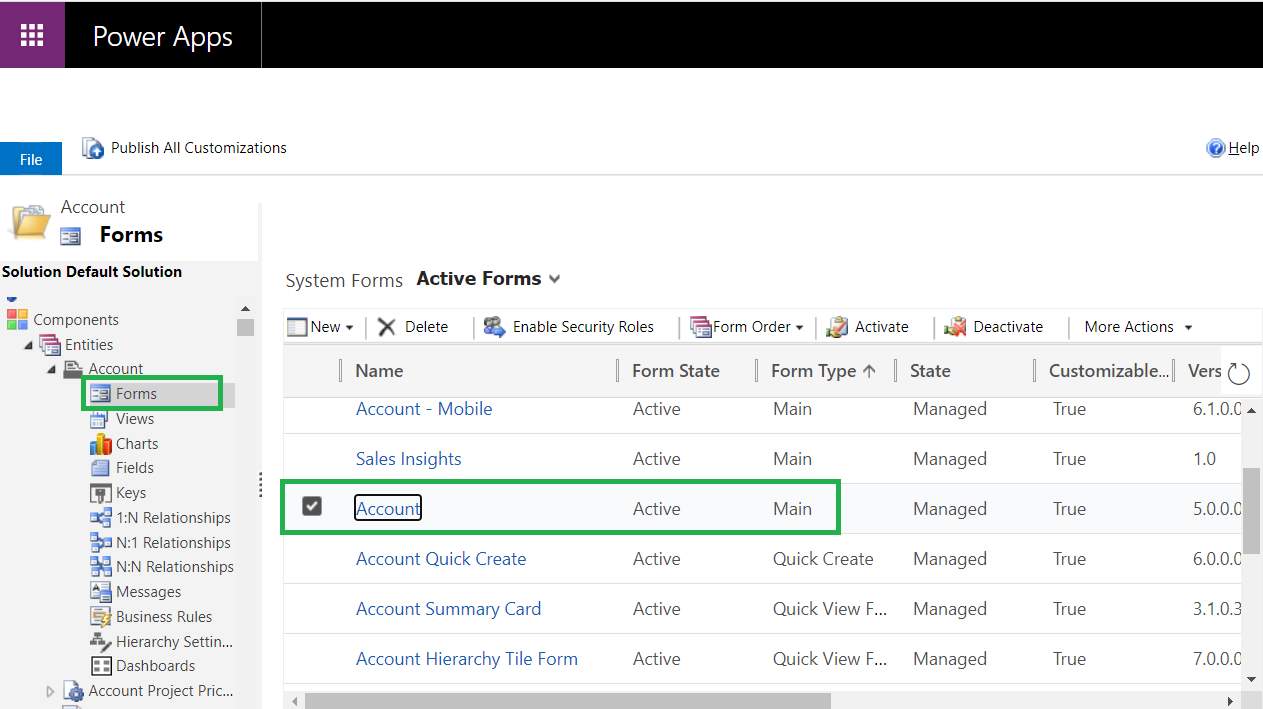 Power Apps
File
Publish All Customizations
Help
Account
Forms
Solution Default Solution
Components
Entities
Account
Forms
Views
Charts
Fields
Keys
1:N Relationships
N:1 Relationships
N:N Relationships
Messages
Business Rules
Hierarchy Settin...
Dashboards
Account Project Pric...
System Forms Active Forms
New Delete Enable Security Roles Form Order Activate Deactivate More Actions
Name Form State Form Type State Customizable... Vers
Account - Mobile Active Main Managed True 6.1.0.0
Sales Insights Active Main Managed True 1.0
Account Active Main Managed True 5.0.0.0
Account Quick Create Active Quick Create Managed True 6.0.0.0
Account Summary Card Active Quick View F... Managed True 3.1.0.3
Account Hierarchy Tile Form Active Quick View F... Managed True 7.0.0.0